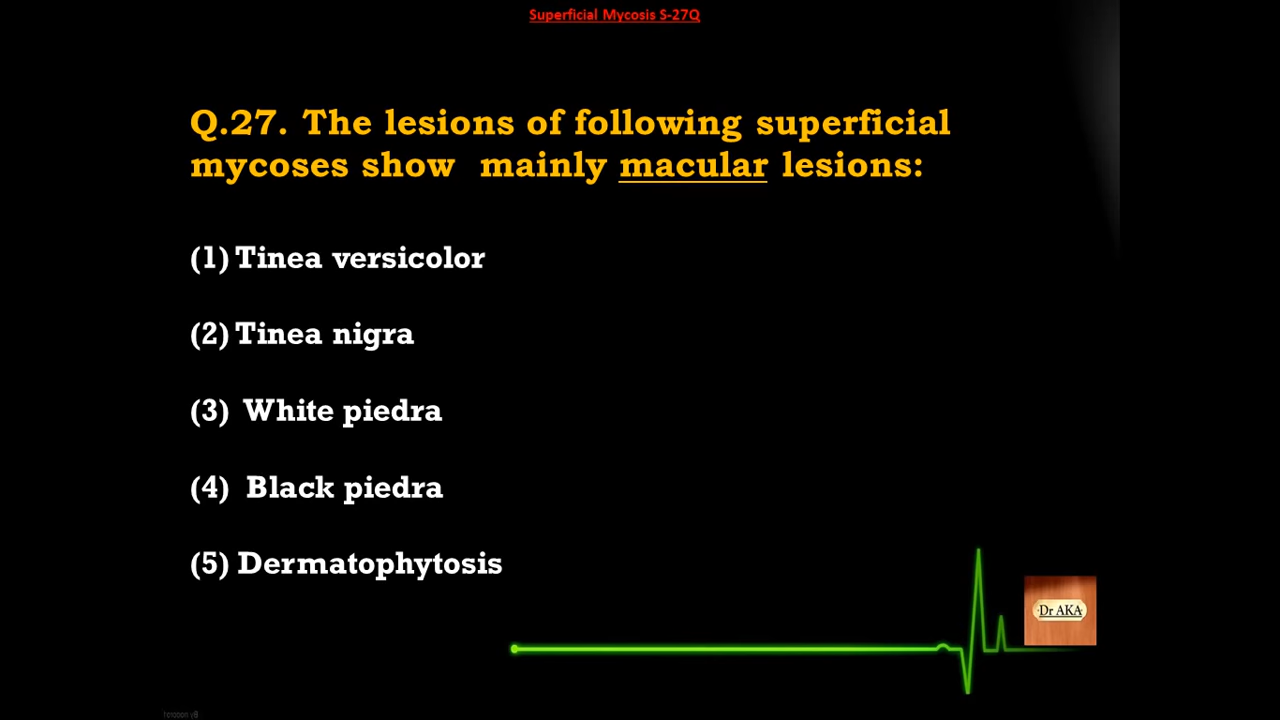 Superficial Mycosis S-27Q
Q.27. The lesions of following superficial
mycoses show mainly macular lesions:
(1) Tinea versicolor
(2) Tinea nigra
(3) White piedra
(4) Black piedra
(5) Dermatophytosis
Dr AKA